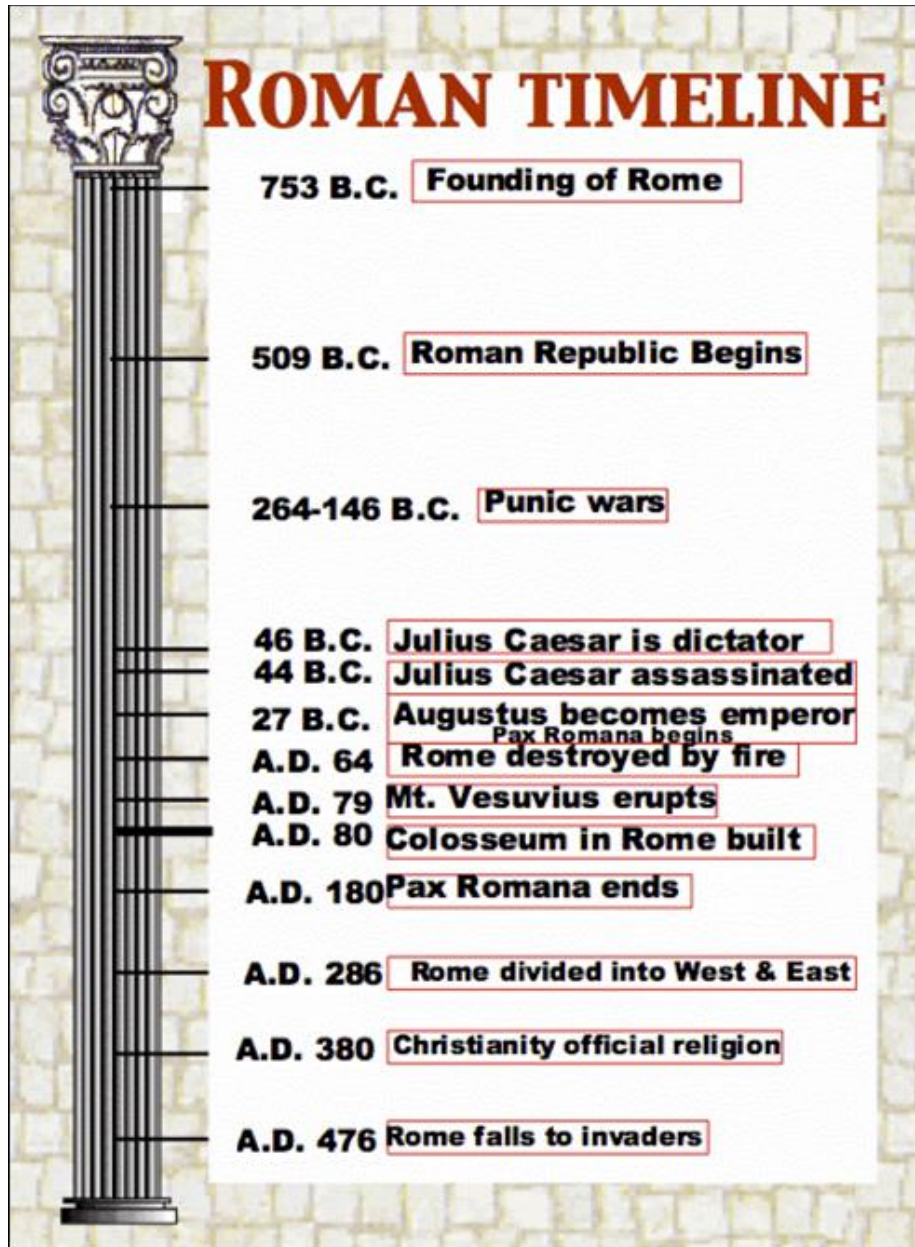 ROMAN TIMELINE
753 B.C. Founding of Rome
509 B.C. Roman Republic Begins
264-146 B.C. Punic wars
46 B.C. Julius Caesar is dictator
44 B.C. Julius Caesar assassinated
27 B.C. Augustus becomes emperor
Pax Romana begins
A.D. 64 Rome destroyed by fire
A.D. 79 Mt. Vesuvius erupts
A.D. 80 Colosseum in Rome built
A.D. 180 Pax Romana ends
A.D. 286 Rome divided into West & East
A.D. 380 Christianity official religion
A.D. 476 Rome falls to invaders